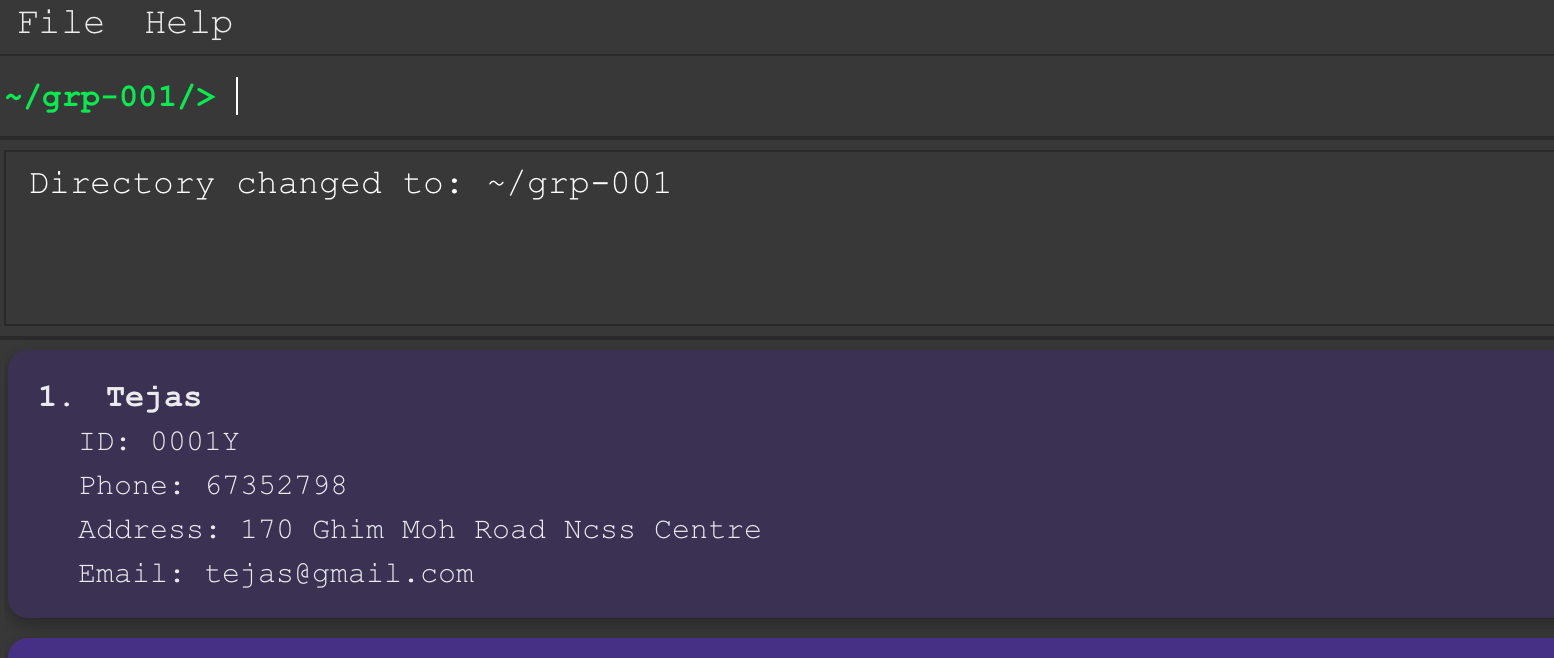 File Help
~/grp-001/>
Directory changed to: ~/grp-001
1. Tejas
ID: 0001Y
Phone: 67352798
Address: 170 Ghim Moh Road Ncss Centre
Email: tejas@gmail.com